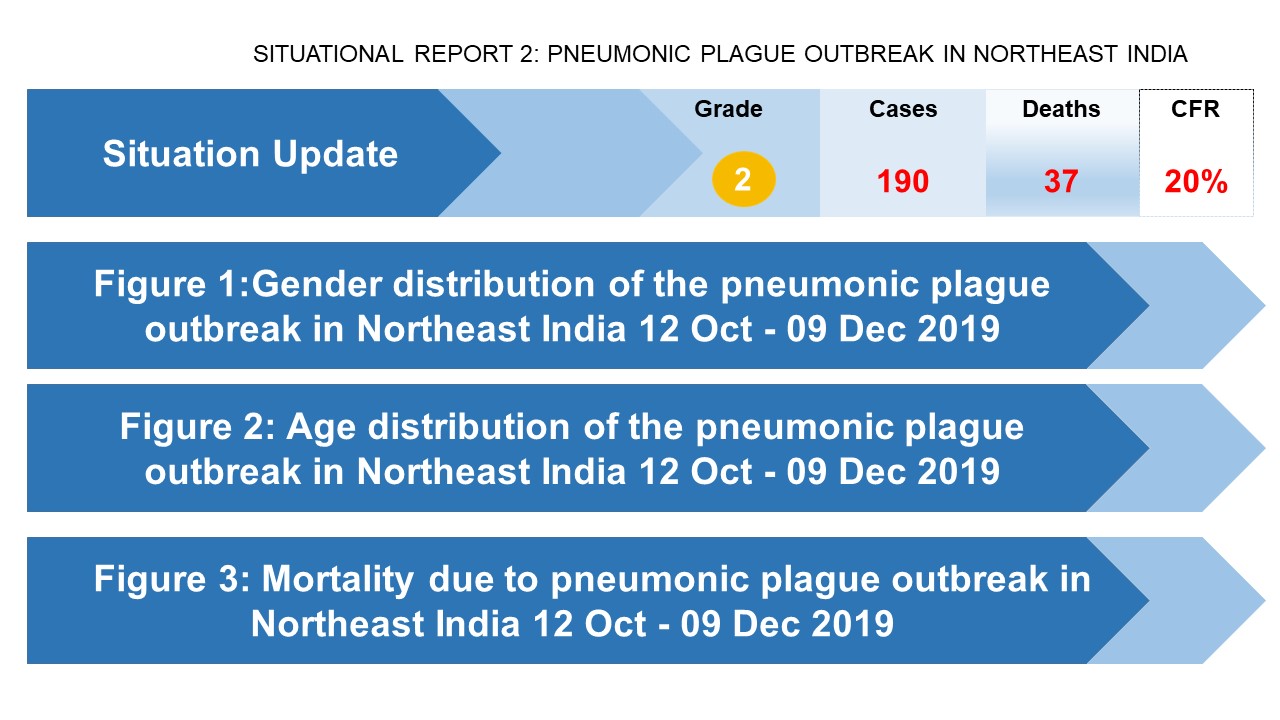 SITUATIONAL REPORT 2: PNEUMONIC PLAGUE OUTBREAK IN NORTHEAST INDIA
Situation Update
Grade Cases Deaths CFR
2 190 37 20%
Figure 1:Gender distribution of the pneumonic plague
outbreak in Northeast India 12 Oct - 09 Dec 2019
Figure 2: Age distribution of the pneumonic plague
outbreak in Northeast India 12 Oct - 09 Dec 2019
Figure 3: Mortality due to pneumonic plague outbreak in
Northeast India 12 Oct - 09 Dec 2019